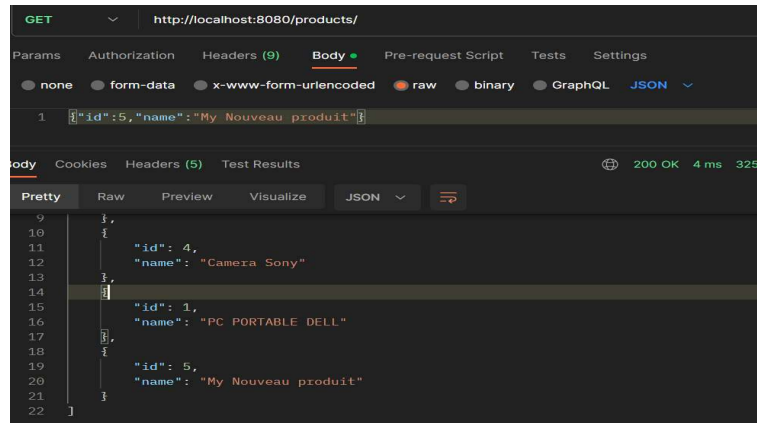 GET http://localhost:8080/products/
Params Authorization Headers (9) Body Pre-request Script Tests Settings
none form-data x-www-form-urlencoded raw binary GraphQL JSON
1 {"id":5,"name":"My Nouveau produit"}
Body Cookies Headers (5) Test Results 200 OK 4 ms 325
Pretty Raw Preview Visualize JSON
9 },
10 {
11 "id": 4,
12 "name": "Camera Sony"
13 },
14 {
15 "id": 1,
16 "name": "PC PORTABLE DELL"
17 },
18 {
19 "id": 5,
20 "name": "My Nouveau produit"
21 }
22 ]